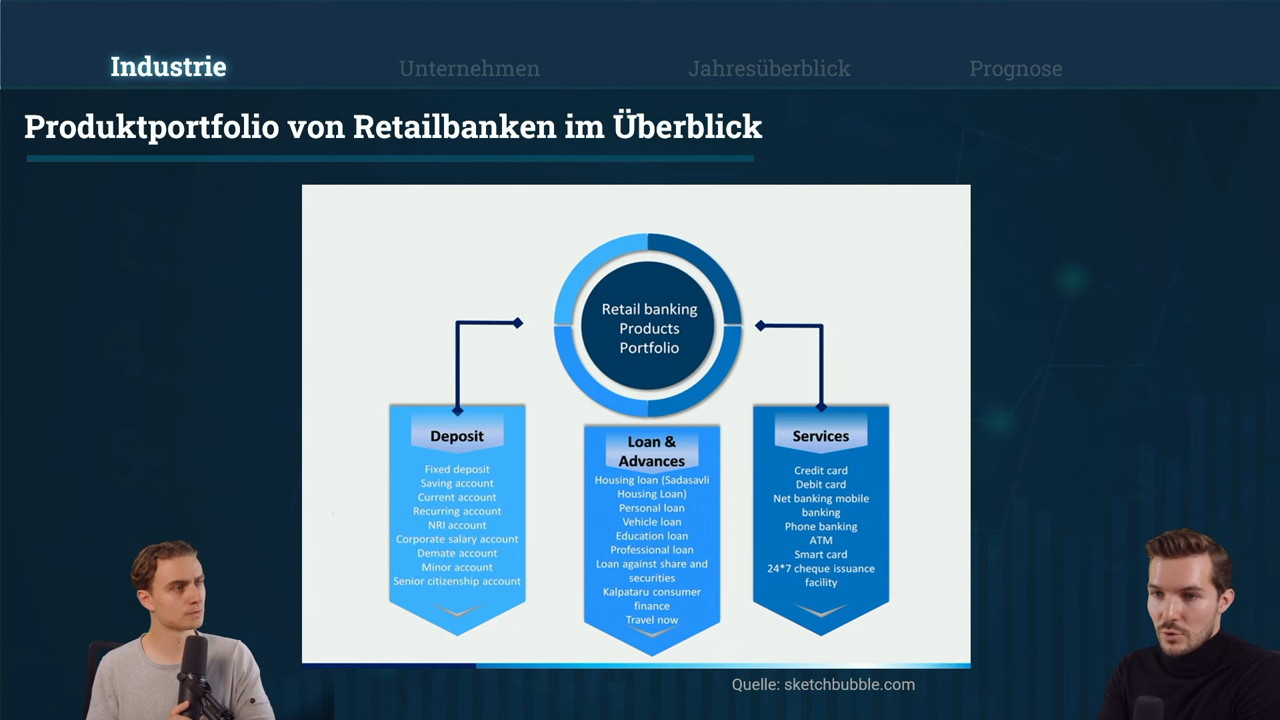 Industrie
Unternehmen
Jahresüberblick
Prognose
Produktportfolio von Retailbanken im Überblick
Retail banking
Products
Portfolio
Deposit
Fixed deposit
Saving account
Current account
Recurring account
NRI account
Corporate salary account
Demate account
Minor account
Senior citizenship account
Loan &
Advances
Housing loan (Sadasavli
Housing Loan)
Personal loan
Vehicle loan
Education loan
Professional loan
Loan against share and
securities
Kalpataru consumer
finance
Travel now
Services
Credit card
Debit card
Net banking mobile
banking
Phone banking
ATM
Smart card
24*7 cheque issuance
facility
Quelle: sketchbubble.com